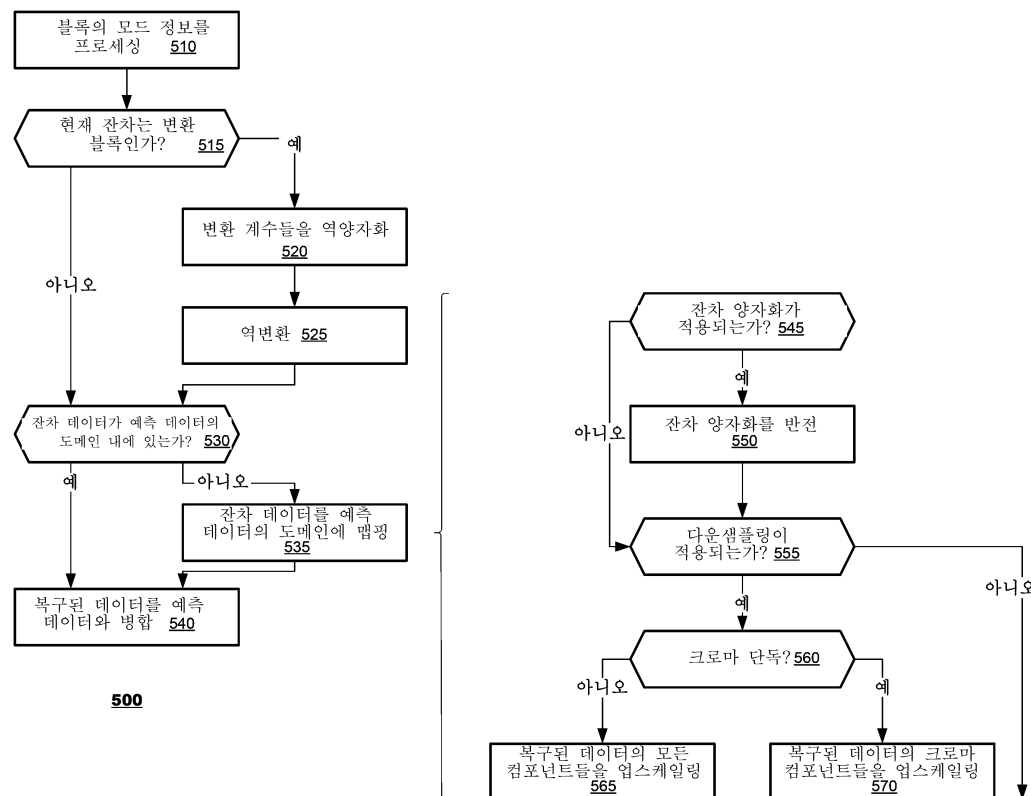 블록의 모드 정보를
프로세싱 510
현재 잔차는 변환
블록인가? 515
예
변환 계수들을 역양자화
520
아니오
역변환 525
잔차 데이터가 예측 데이터의
도메인 내에 있는가? 530
예
아니오
잔차 데이터를 예측
데이터의 도메인에 맵핑
535
복구된 데이터를 예측
데이터와 병합 540
500
잔차 양자화가
적용되는가? 545
예
아니오
잔차 양자화를 반전
550
다운샘플링이
적용되는가? 555
아니오
예
크로마 단독? 560
아니오
예
복구된 데이터의 모든
컴포넌트들을 업스케일링
565
복구된 데이터의 크로마
컴포넌트들을 업스케일링
570